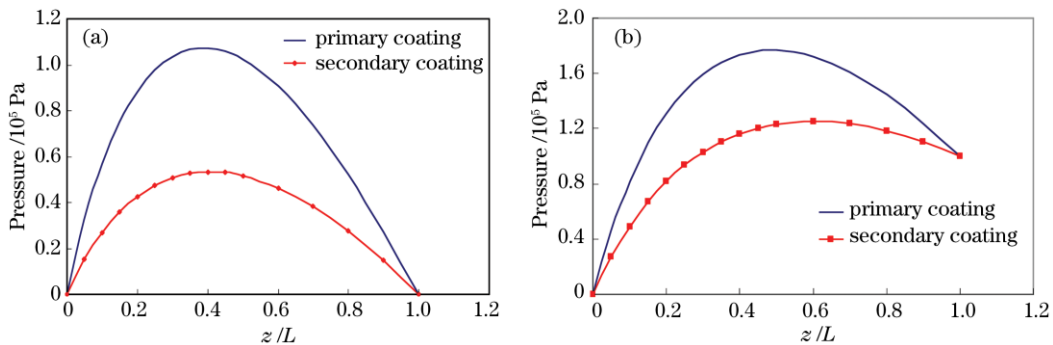 (a)
primary coating
secondary coating
Pressure /10⁵ Pa
1.2
1.0
0.8
0.6
0.4
0.2
0
0 0.2 0.4 0.6 0.8 1.0 1.2
z/L
(b)
primary coating
secondary coating
Pressure /10⁵ Pa
2.0
1.6
1.2
0.8
0.4
0
0 0.2 0.4 0.6 0.8 1.0 1.2
z/L